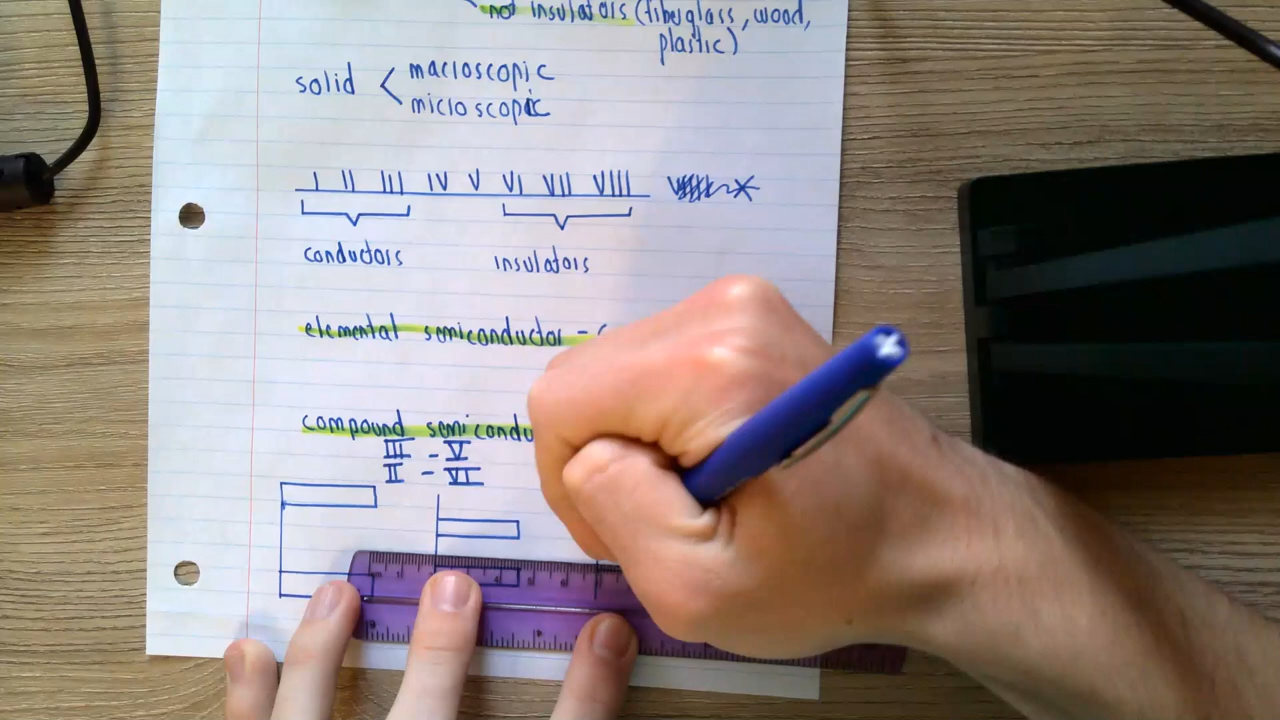 not insulators (fiberglass, wood,
plastic)
solid < macroscopic
microscopic
I II III IV V VI VII VIII
conductors insulators
elemental semiconductor -
compound
III - V
II - VI